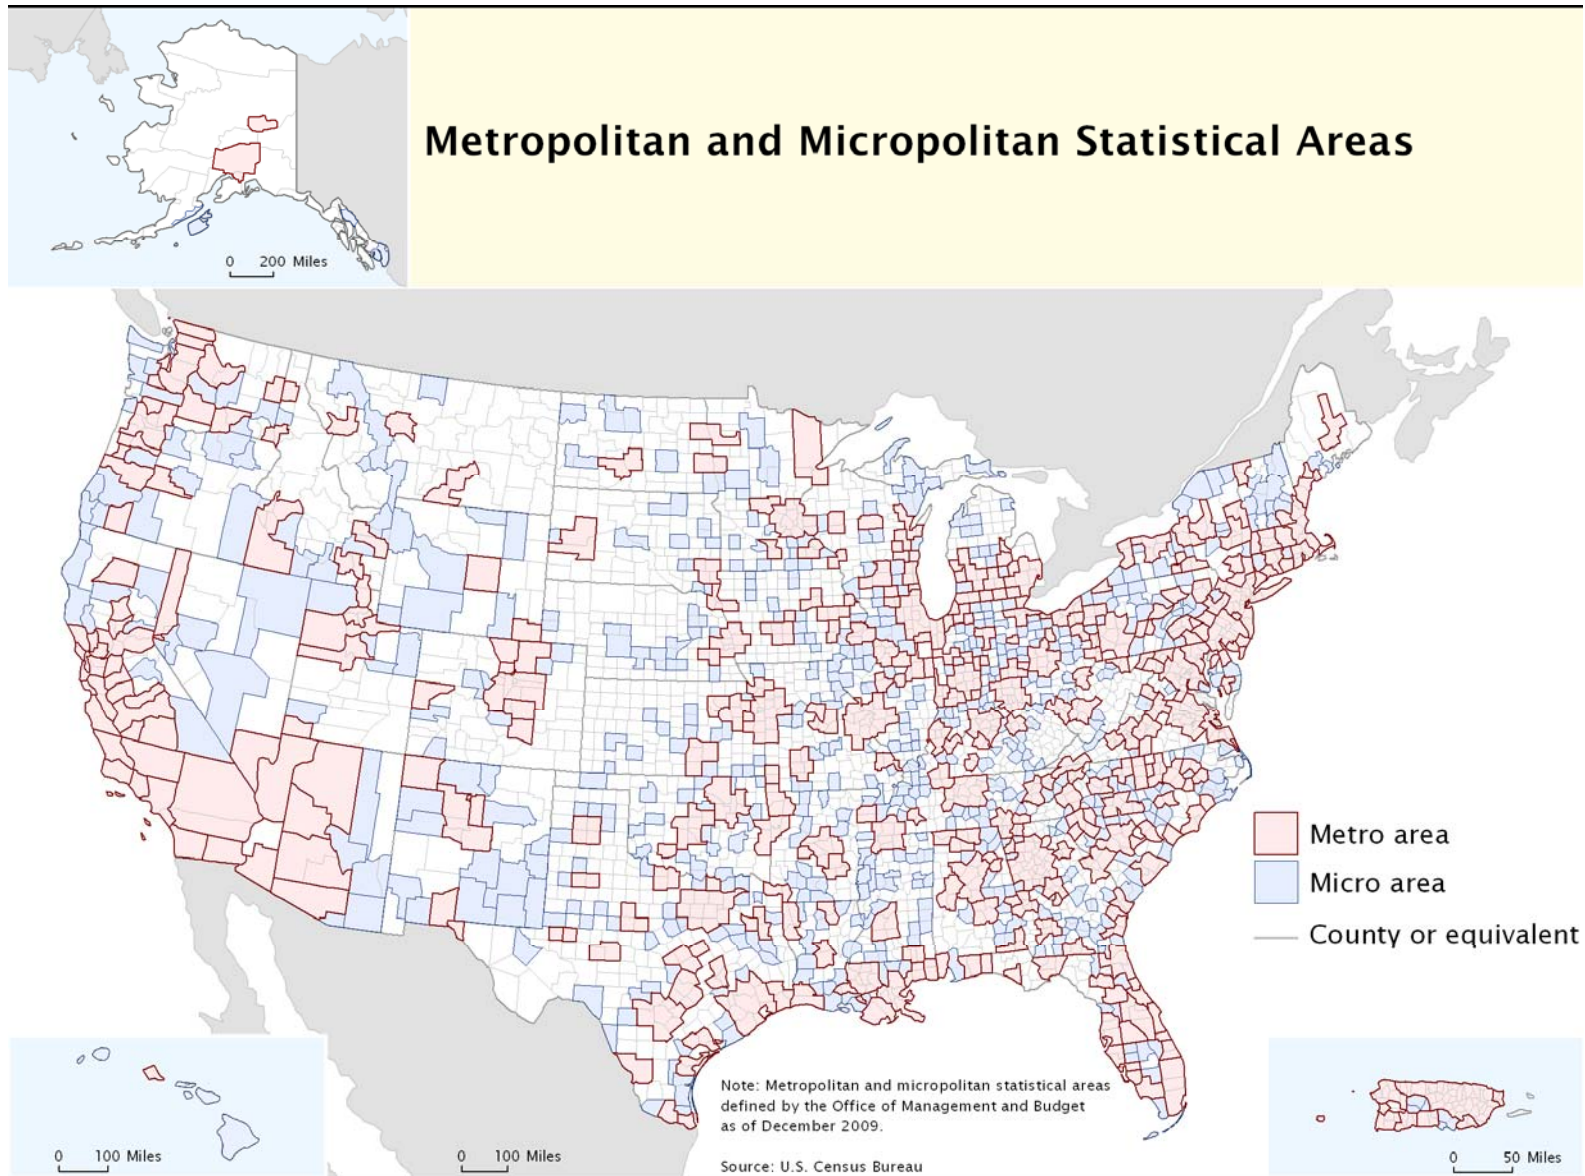 Metropolitan and Micropolitan Statistical Areas
0 200 Miles
Metro area
Micro area
County or equivalent
Note: Metropolitan and micropolitan statistical areas
defined by the Office of Management and Budget
as of December 2009.
Source: U.S. Census Bureau
0 100 Miles
0 100 Miles
0 50 Miles